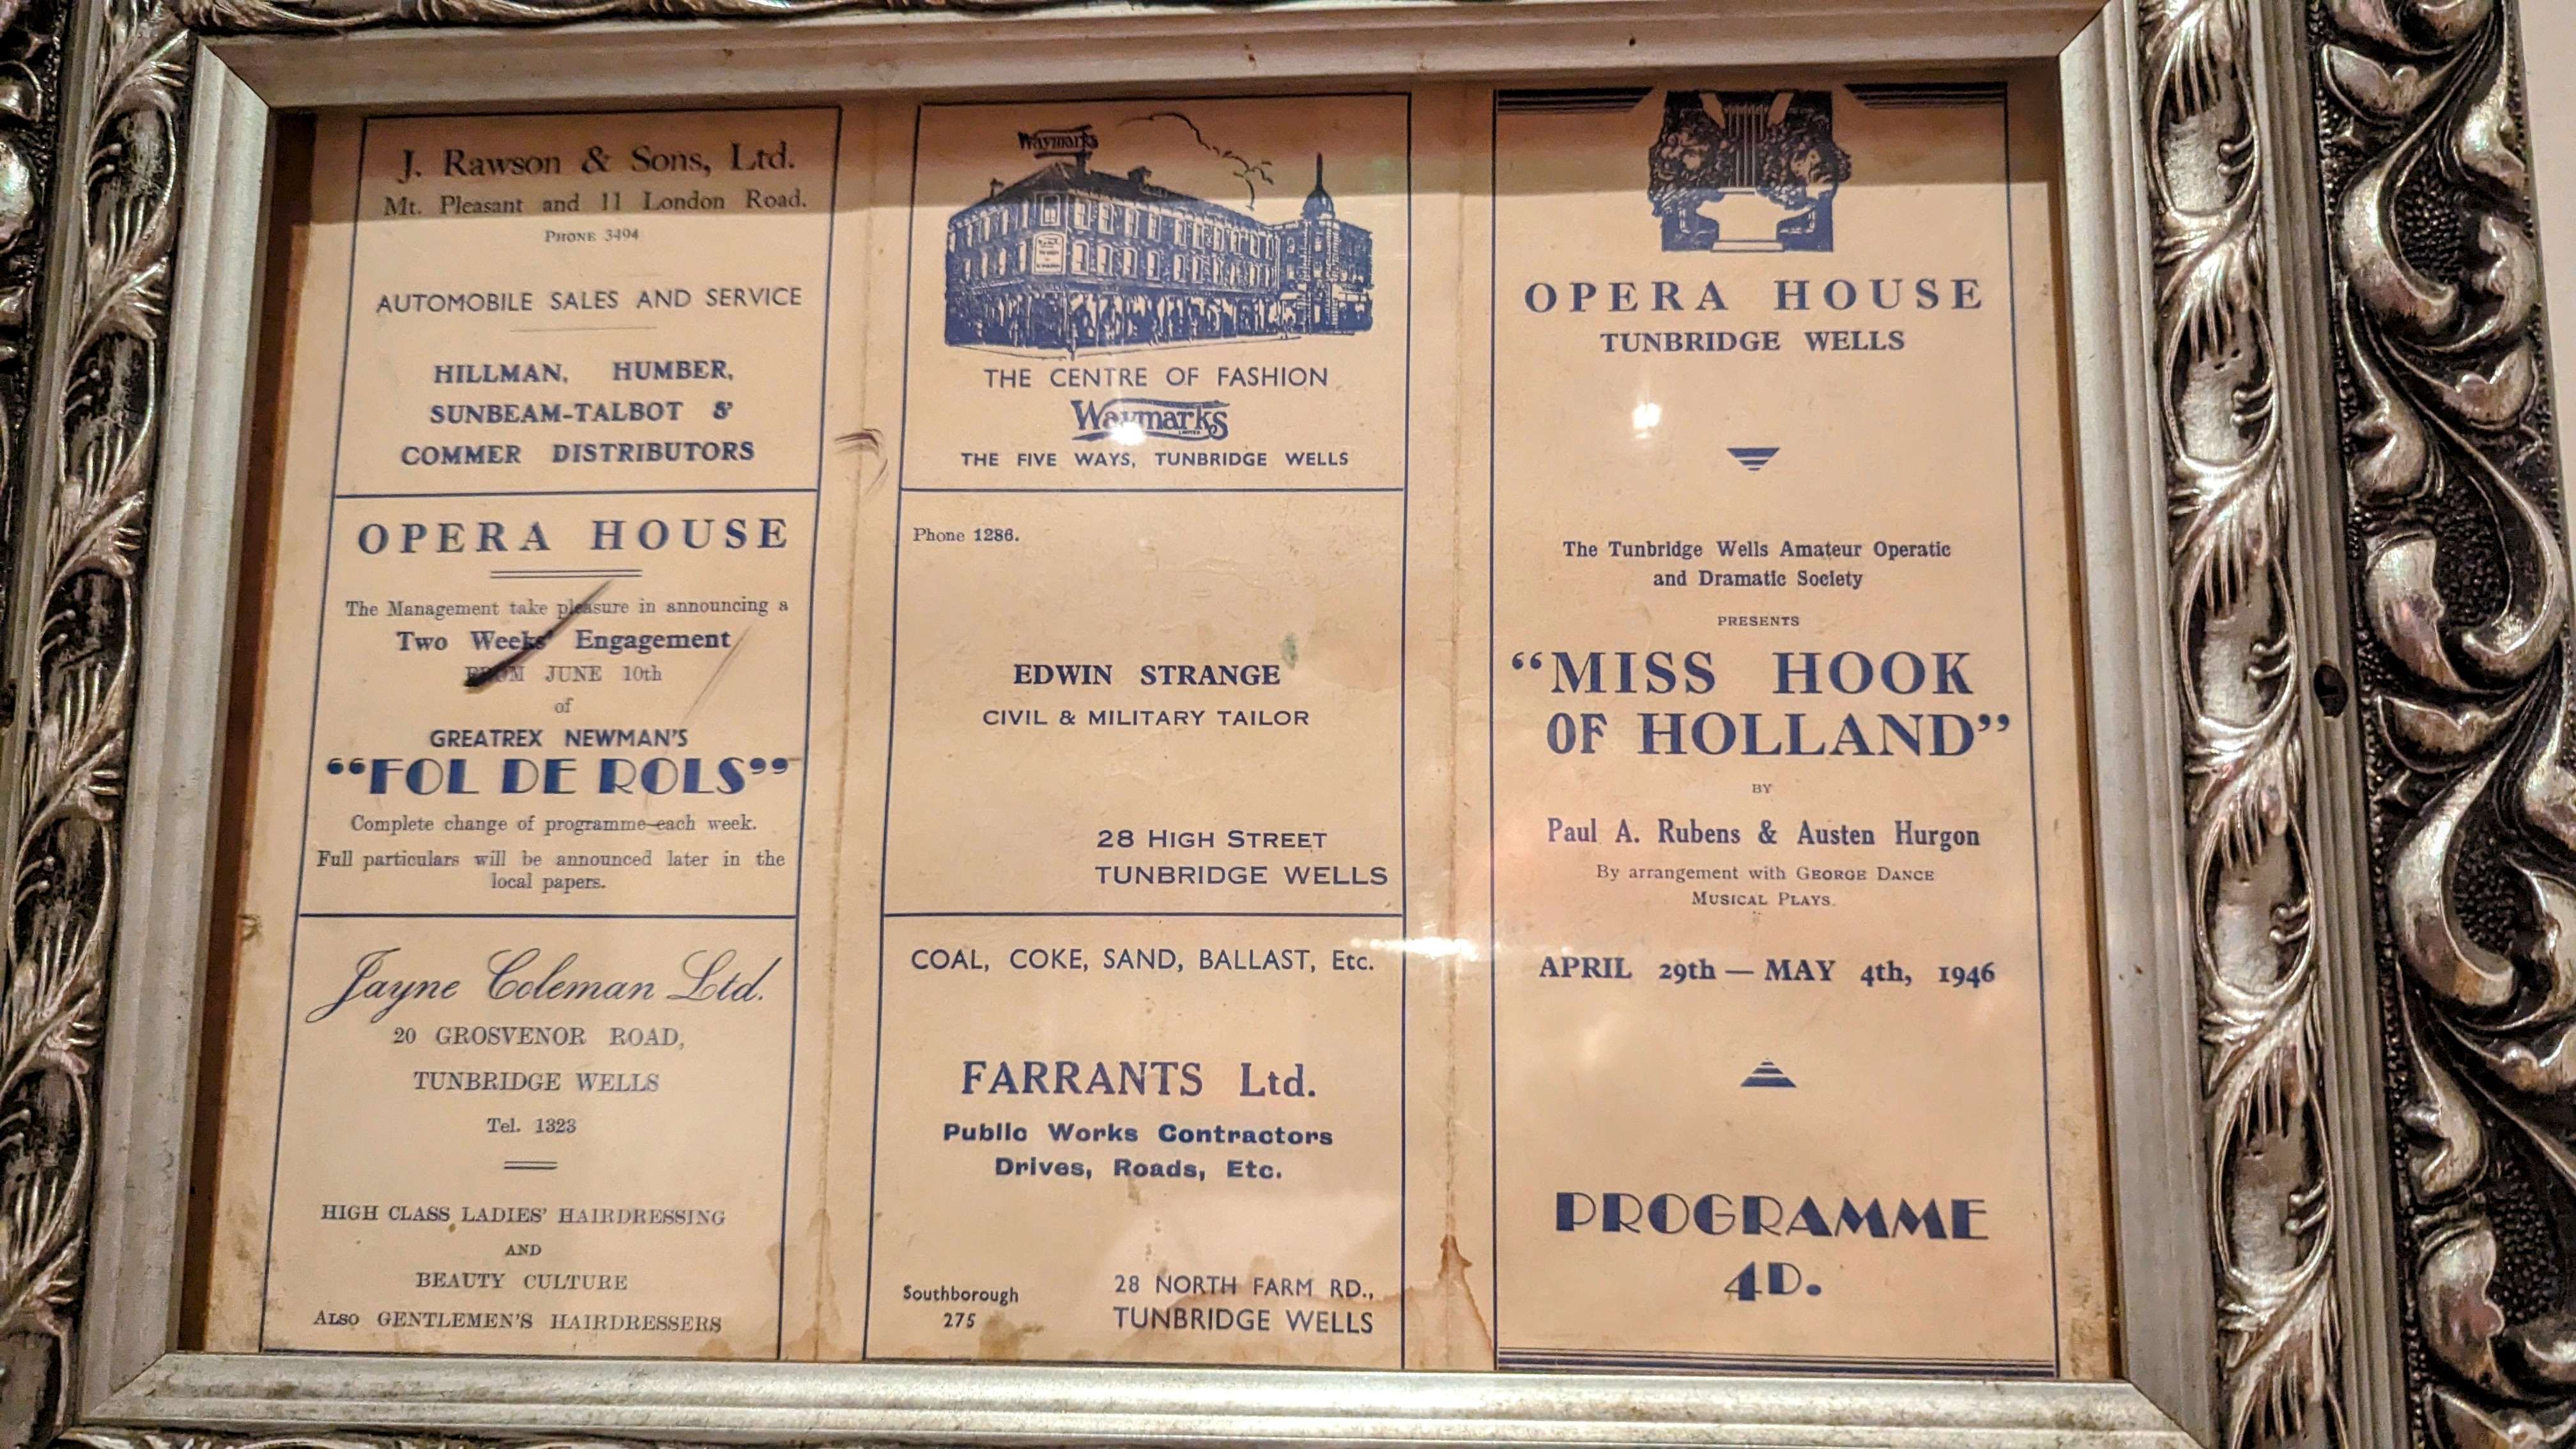 J. Rawson & Sons, Ltd.
Mt. Pleasant and 11 London Road.
PHONE 3494
AUTOMOBILE SALES AND SERVICE
HILLMAN, HUMBER,
SUNBEAM-TALBOT &
COMMER DISTRIBUTORS
OPERA HOUSE
The Management take pleasure in announcing a
Two Weeks' Engagement
FROM JUNE 10th
of
GREATREX NEWMAN'S
“FOL DE ROLS”
Complete change of programme each week.
Full particulars will be announced later in the
local papers.
Jayne Coleman Ltd.
20 GROSVENOR ROAD,
TUNBRIDGE WELLS
Tel. 1323
HIGH CLASS LADIES' HAIRDRESSING
AND
BEAUTY CULTURE
ALSO GENTLEMEN'S HAIRDRESSERS
Waymarks
THE CENTRE OF FASHION
Waymarks
LIMITED
THE FIVE WAYS, TUNBRIDGE WELLS
Phone 1286.
EDWIN STRANGE
CIVIL & MILITARY TAILOR
28 HIGH STREET
TUNBRIDGE WELLS
COAL, COKE, SAND, BALLAST, Etc.
FARRANTS Ltd.
Public Works Contractors
Drives, Roads, Etc.
Southborough
275
28 NORTH FARM RD.,
TUNBRIDGE WELLS
OPERA HOUSE
TUNBRIDGE WELLS
The Tunbridge Wells Amateur Operatic
and Dramatic Society
PRESENTS
“MISS HOOK
OF HOLLAND”
BY
Paul A. Rubens & Austen Hurgon
By arrangement with GEORGE DANCE
MUSICAL PLAYS.
APRIL 29th — MAY 4th, 1946
PROGRAMME
4D.